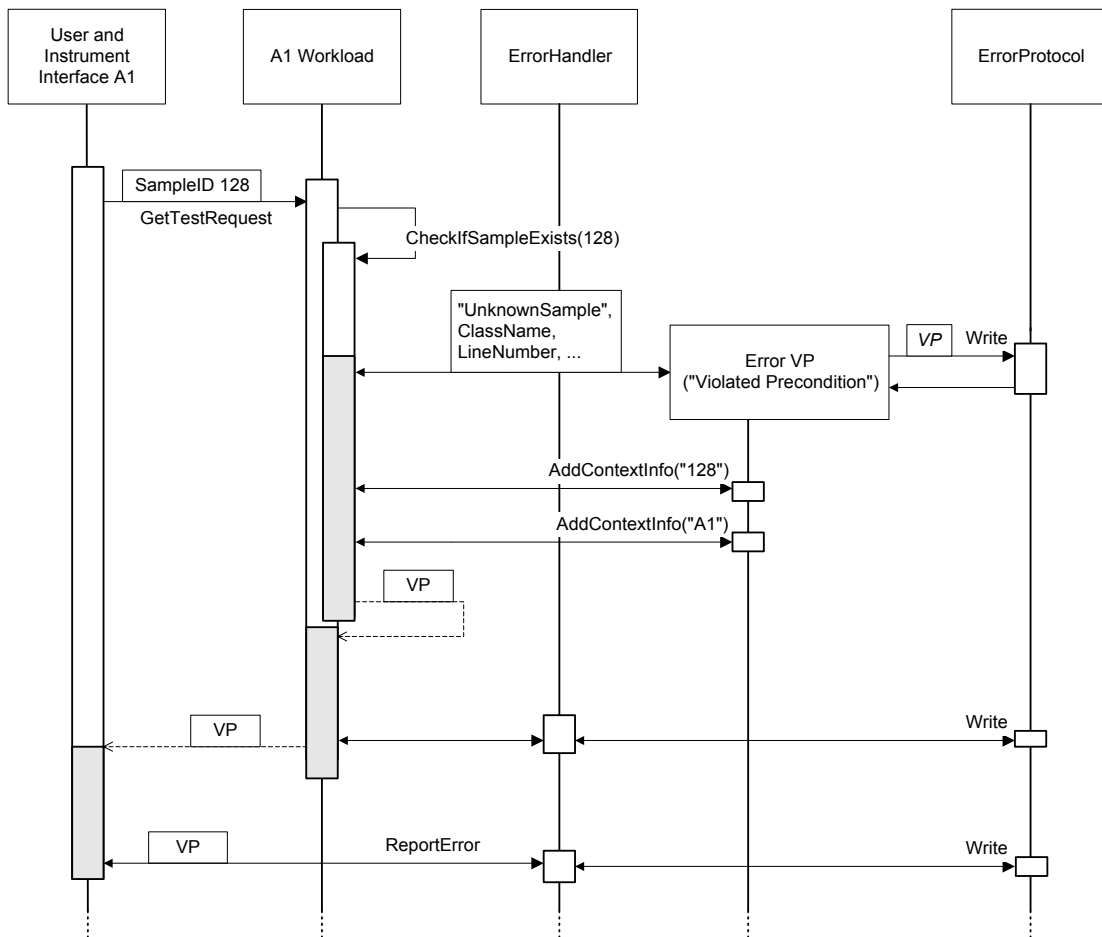 User and
Instrument
Interface A1
A1 Workload
ErrorHandler
ErrorProtocol
SampleID 128
GetTestRequest
CheckIfSampleExists(128)
"UnknownSample",
ClassName,
LineNumber, ...
Error VP
("Violated Precondition")
VP
Write
AddContextInfo("128")
AddContextInfo("A1")
VP
VP
Write
VP
ReportError
Write